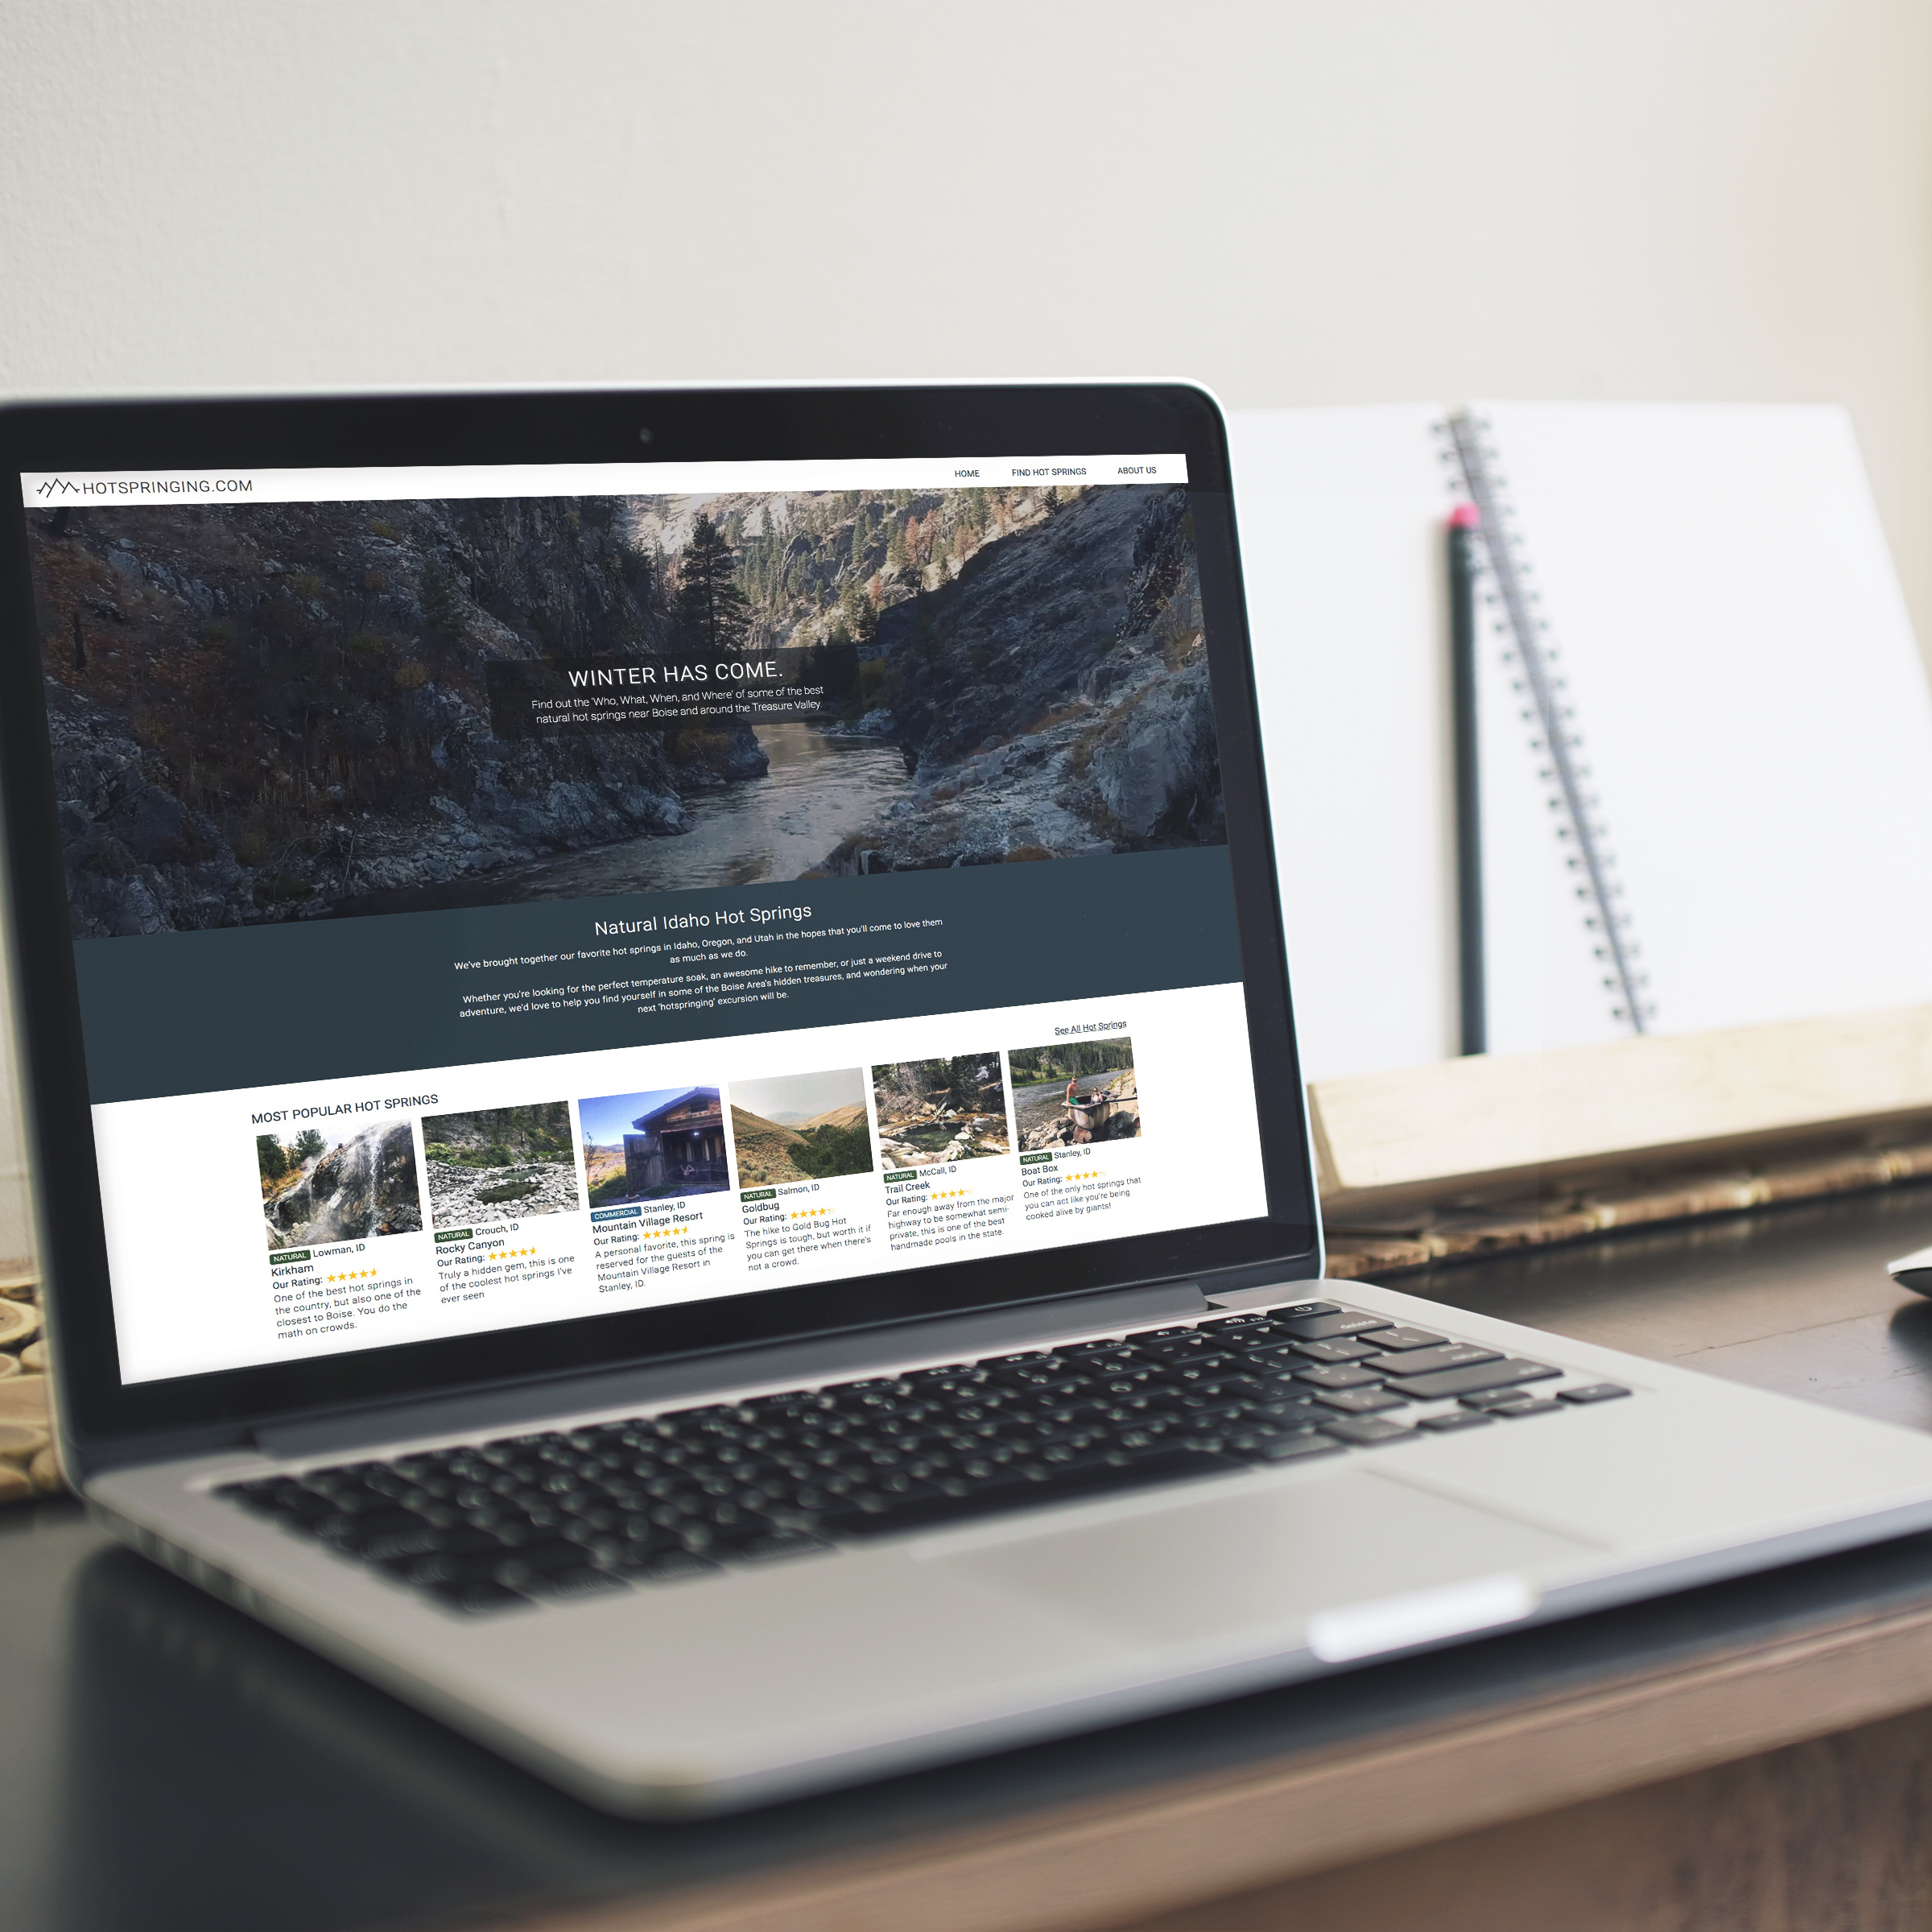 HOTSPRINGING.COM
HOME
FIND HOT SPRINGS
ABOUT US
WINTER HAS COME.
Find out the 'Who, What, When, and Where' of some of the best
natural hot springs near Boise and around the Treasure Valley
Natural Idaho Hot Springs
We've brought together our favorite hot springs in Idaho, Oregon, and Utah in the hopes that you'll come to love them
as much as we do.
Whether you're looking for the perfect temperature soak, an awesome hike to remember, or just a weekend drive to
adventure, we'd love to help you find yourself in some of the Boise Area's hidden treasures, and wondering when your
next 'hotspringing' excursion will be.
See All Hot Springs
MOST POPULAR HOT SPRINGS
NATURAL Lowman, ID
Kirkham
Our Rating:
One of the best hot springs in
the country, but also one of the
closest to Boise. You do the
math on crowds.
NATURAL Crouch, ID
Rocky Canyon
Our Rating:
Truly a hidden gem, this is one
of the coolest hot springs I've
ever seen
COMMERCIAL Stanley, ID
Mountain Village Resort
Our Rating:
A personal favorite, this spring is
reserved for the guests of the
Mountain Village Resort in
Stanley, ID.
NATURAL Salmon, ID
Goldbug
Our Rating:
The hike to Gold Bug Hot
Springs is tough, but worth it if
you can get there when there's
not a crowd.
NATURAL McCall, ID
Trail Creek
Our Rating:
Far enough away from the major
highway to be somewhat semi-
private, this is one of the best
handmade pools in the state.
NATURAL Stanley, ID
Boat Box
Our Rating:
One of the only hot springs that
you can act like you're being
cooked alive by giants!
delete